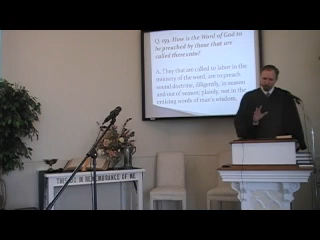 Q. 159. How is the Word of God to
be preached by those that are
called thereunto?
A. They that are called to labor in the
ministry of the word, are to preach
sound doctrine, diligently, in season
and out of season; plainly, not in the
enticing words of man's wisdom,
IN REMEMBRANCE OF ME